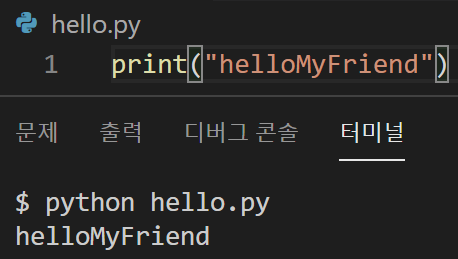 hello.py
1 print("helloMyFriend")
문제 출력 디버그 콘솔 터미널
$ python hello.py
helloMyFriend